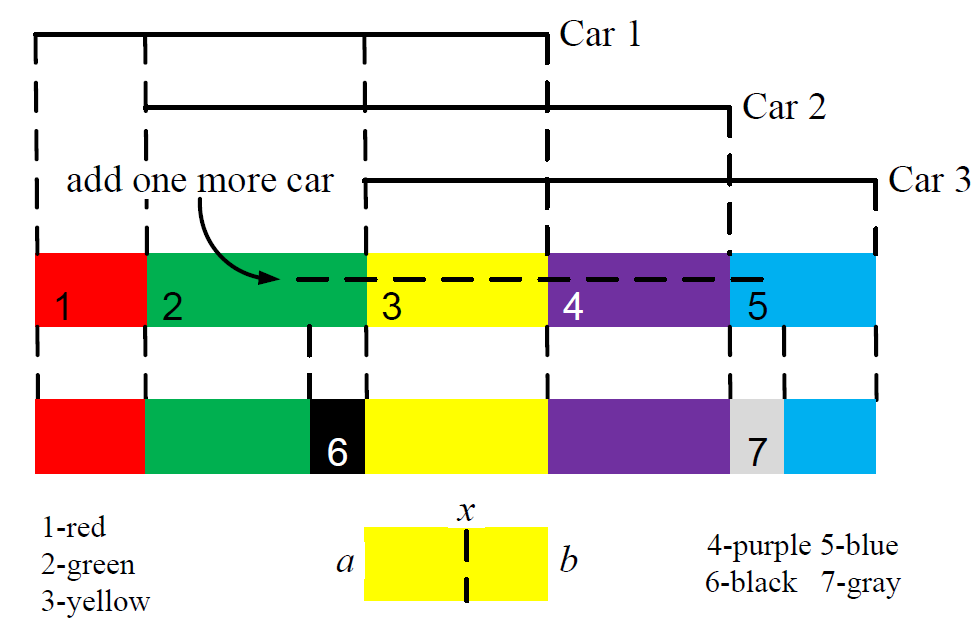 Car 1
Car 2
add one more car
Car 3
1 2 3 4 5
6 7
x
a b
1-red
2-green
3-yellow
4-purple 5-blue
6-black 7-gray